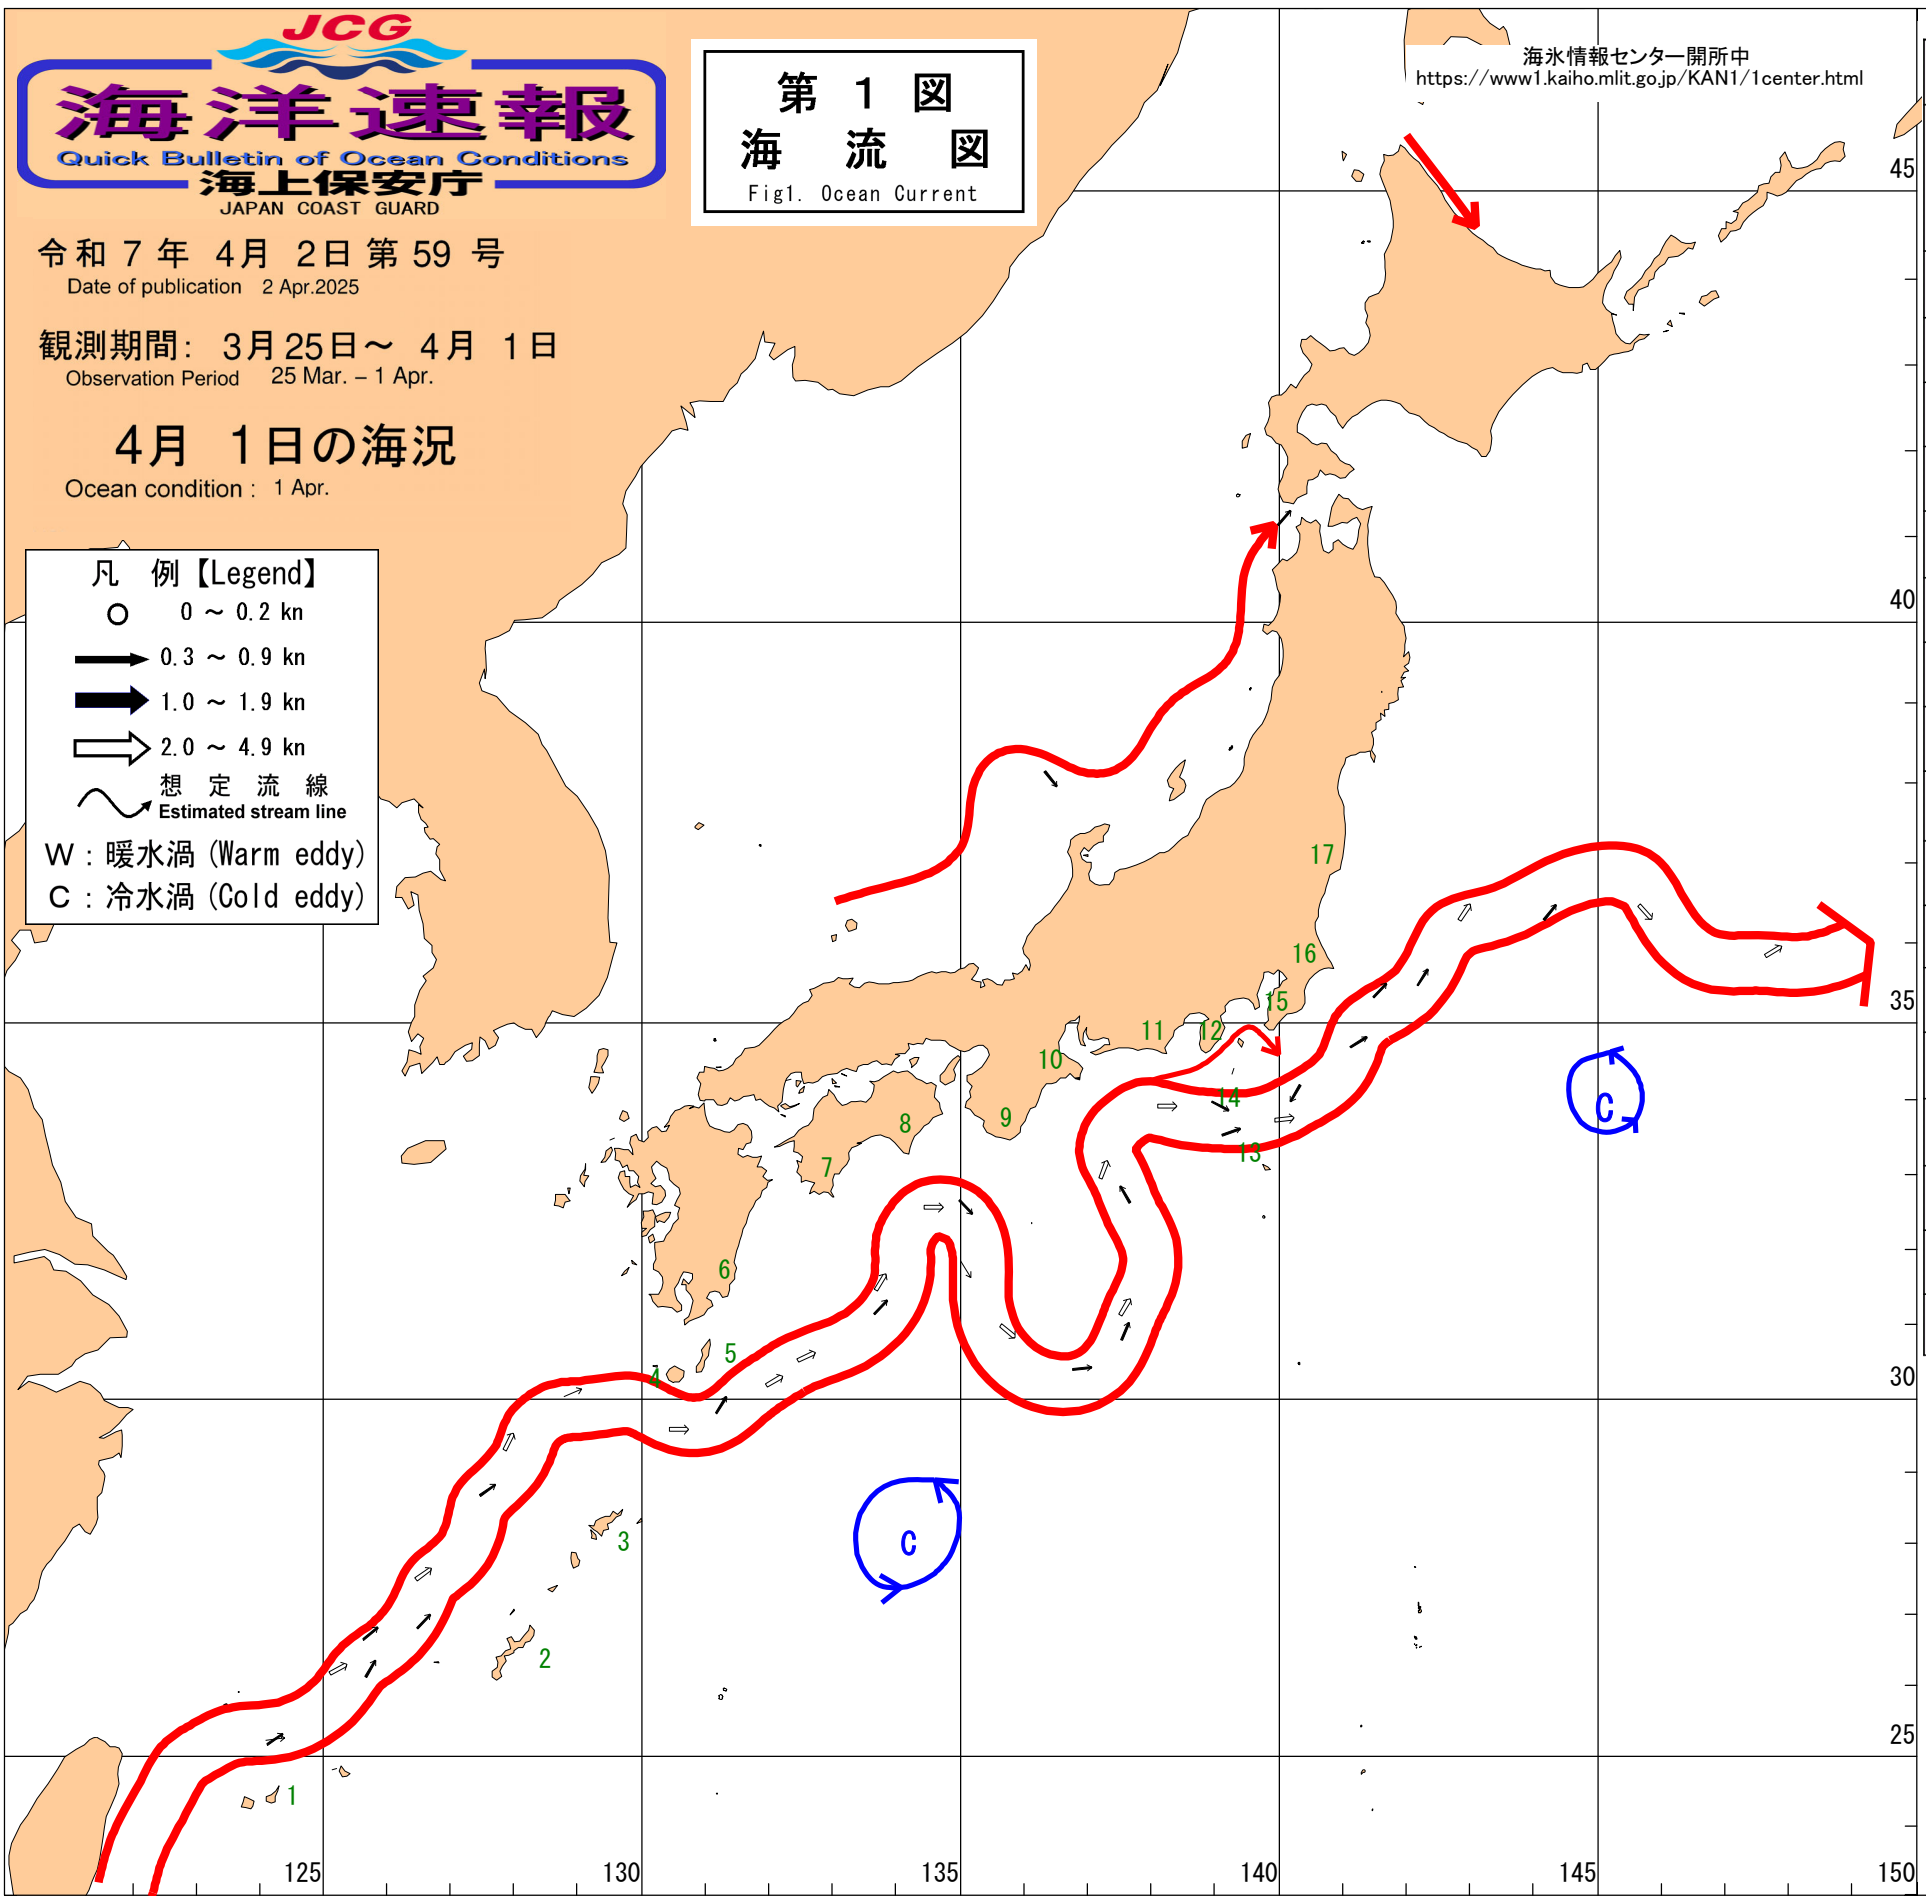 JCG
海洋速報
Quick Bulletin of Ocean Conditions
海上保安庁
JAPAN COAST GUARD
令和 7 年 4月 2日 第 59 号
Date of publication 2 Apr.2025
観測期間: 3月 25日～ 4月 1日
Observation Period 25 Mar. – 1 Apr.
4月 1日の海況
Ocean condition : 1 Apr.
第 1 図
海 流 図
Fig1. Ocean Current
海氷情報センター開所中
https://www1.kaiho.mlit.go.jp/KAN1/1center.html
凡 例【Legend】
0 ～ 0.2 kn
0.3 ～ 0.9 kn
1.0 ～ 1.9 kn
2.0 ～ 4.9 kn
想 定 流 線
Estimated stream line
W : 暖水渦 (Warm eddy)
C : 冷水渦 (Cold eddy)
45
40
17
16
35
15
12
11
10
14
C
9
8
13
7
6
5
4
30
C
3
2
25
1
125
130
135
140
145
150